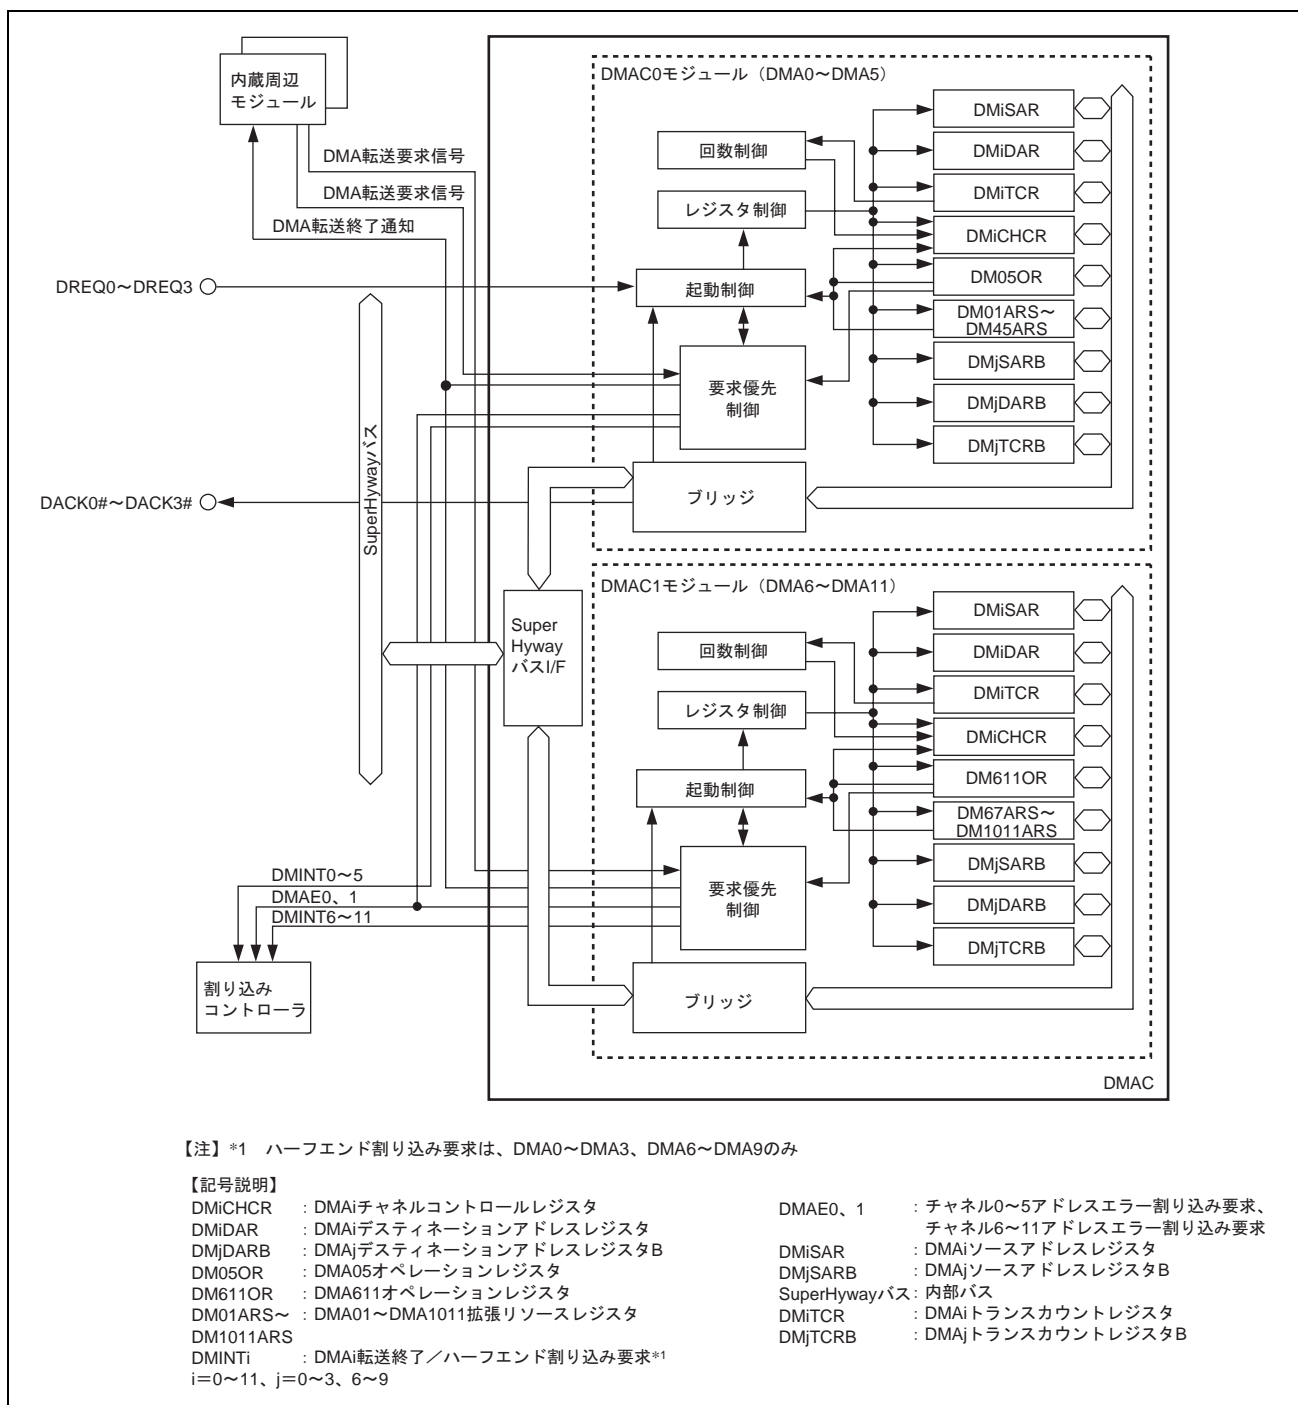 内蔵周辺
モジュール
DMA転送要求信号
DMA転送要求信号
DMA転送終了通知
DREQ0～DREQ3
DACK0#～DACK3#
SuperHywayバス
Super
Hyway
バスI/F
DMINT0～5
DMAE0、1
DMINT6～11
割り込み
コントローラ
DMAC0モジュール（DMA0～DMA5）
回数制御
レジスタ制御
起動制御
要求優先
制御
ブリッジ
DMiSAR
DMiDAR
DMiTCR
DMiCHCR
DM05OR
DM01ARS～
DM45ARS
DMjSARB
DMjDARB
DMjTCRB
DMAC1モジュール（DMA6～DMA11）
回数制御
レジスタ制御
起動制御
要求優先
制御
ブリッジ
DMiSAR
DMiDAR
DMiTCR
DMiCHCR
DM611OR
DM67ARS～
DM1011ARS
DMjSARB
DMjDARB
DMjTCRB
DMAC
【注】*1 ハーフエンド割り込み要求は、DMA0～DMA3、DMA6～DMA9のみ
【記号説明】
DMiCHCR : DMAiチャネルコントロールレジスタ
DMiDAR : DMAiデスティネーションアドレスレジスタ
DMjDARB : DMAjデスティネーションアドレスレジスタB
DM05OR : DMA05オペレーションレジスタ
DM611OR : DMA611オペレーションレジスタ
DM01ARS～ : DMA01～DMA1011拡張リソースレジスタ
DM1011ARS
DMINTi : DMAi転送終了／ハーフエンド割り込み要求*1
i＝0～11、j＝0～3、6～9
DMAE0、1 : チャネル0～5アドレスエラー割り込み要求、
チャネル6～11アドレスエラー割り込み要求
DMiSAR : DMAiソースアドレスレジスタ
DMjSARB : DMAjソースアドレスレジスタB
SuperHywayバス : 内部バス
DMiTCR : DMAiトランスカウントレジスタ
DMjTCRB : DMAjトランスカウントレジスタB